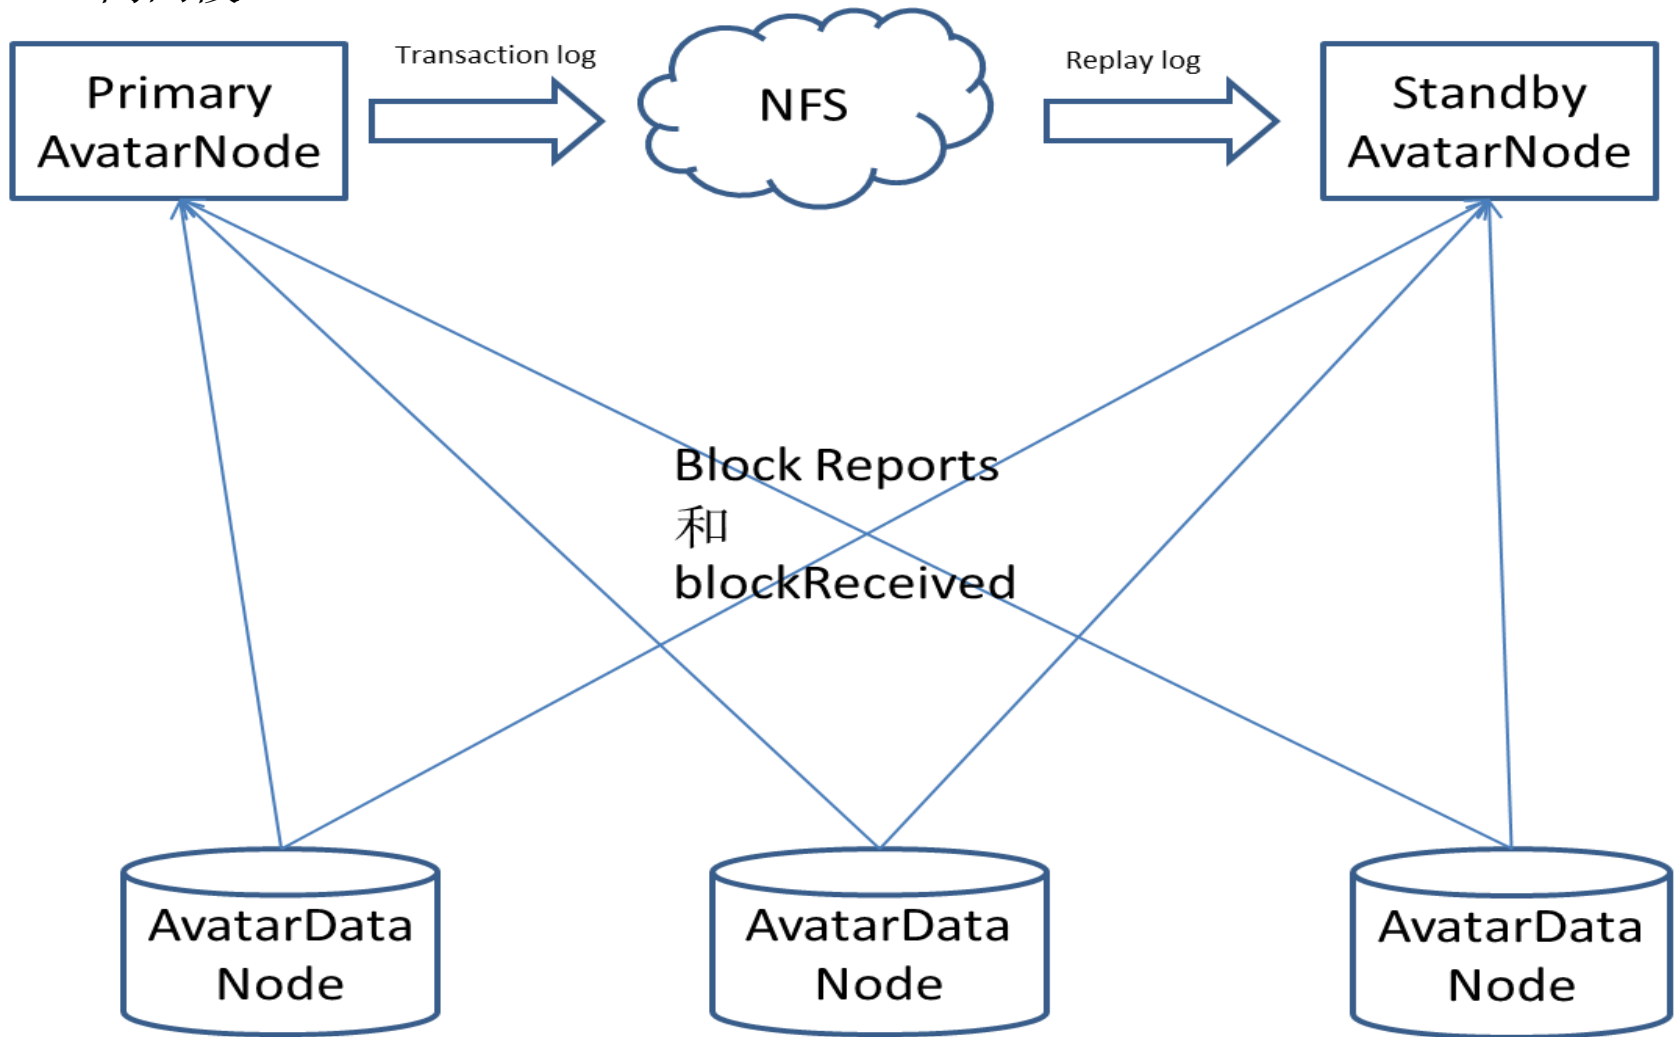 Primary
AvatarNode
Transaction log
NFS
Replay log
Standby
AvatarNode
Block Reports
和
blockReceived
AvatarData
Node
AvatarData
Node
AvatarData
Node